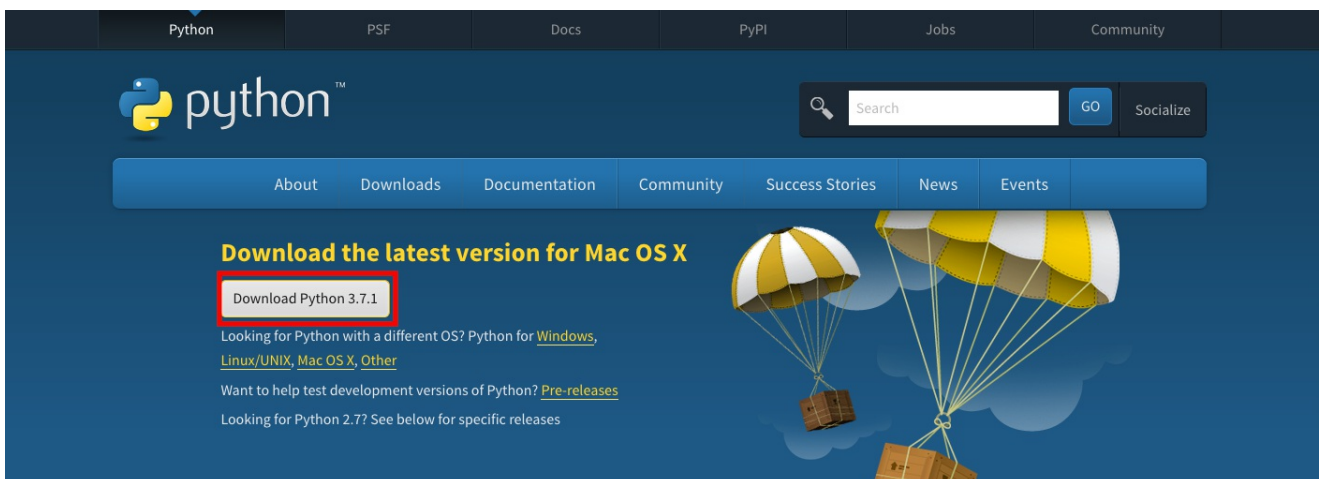 Python PSF Docs PyPI Jobs Community
python™
Search GO Socialize
About Downloads Documentation Community Success Stories News Events
Download the latest version for Mac OS X
Download Python 3.7.1
Looking for Python with a different OS? Python for Windows,
Linux/UNIX, Mac OS X, Other
Want to help test development versions of Python? Pre-releases
Looking for Python 2.7? See below for specific releases